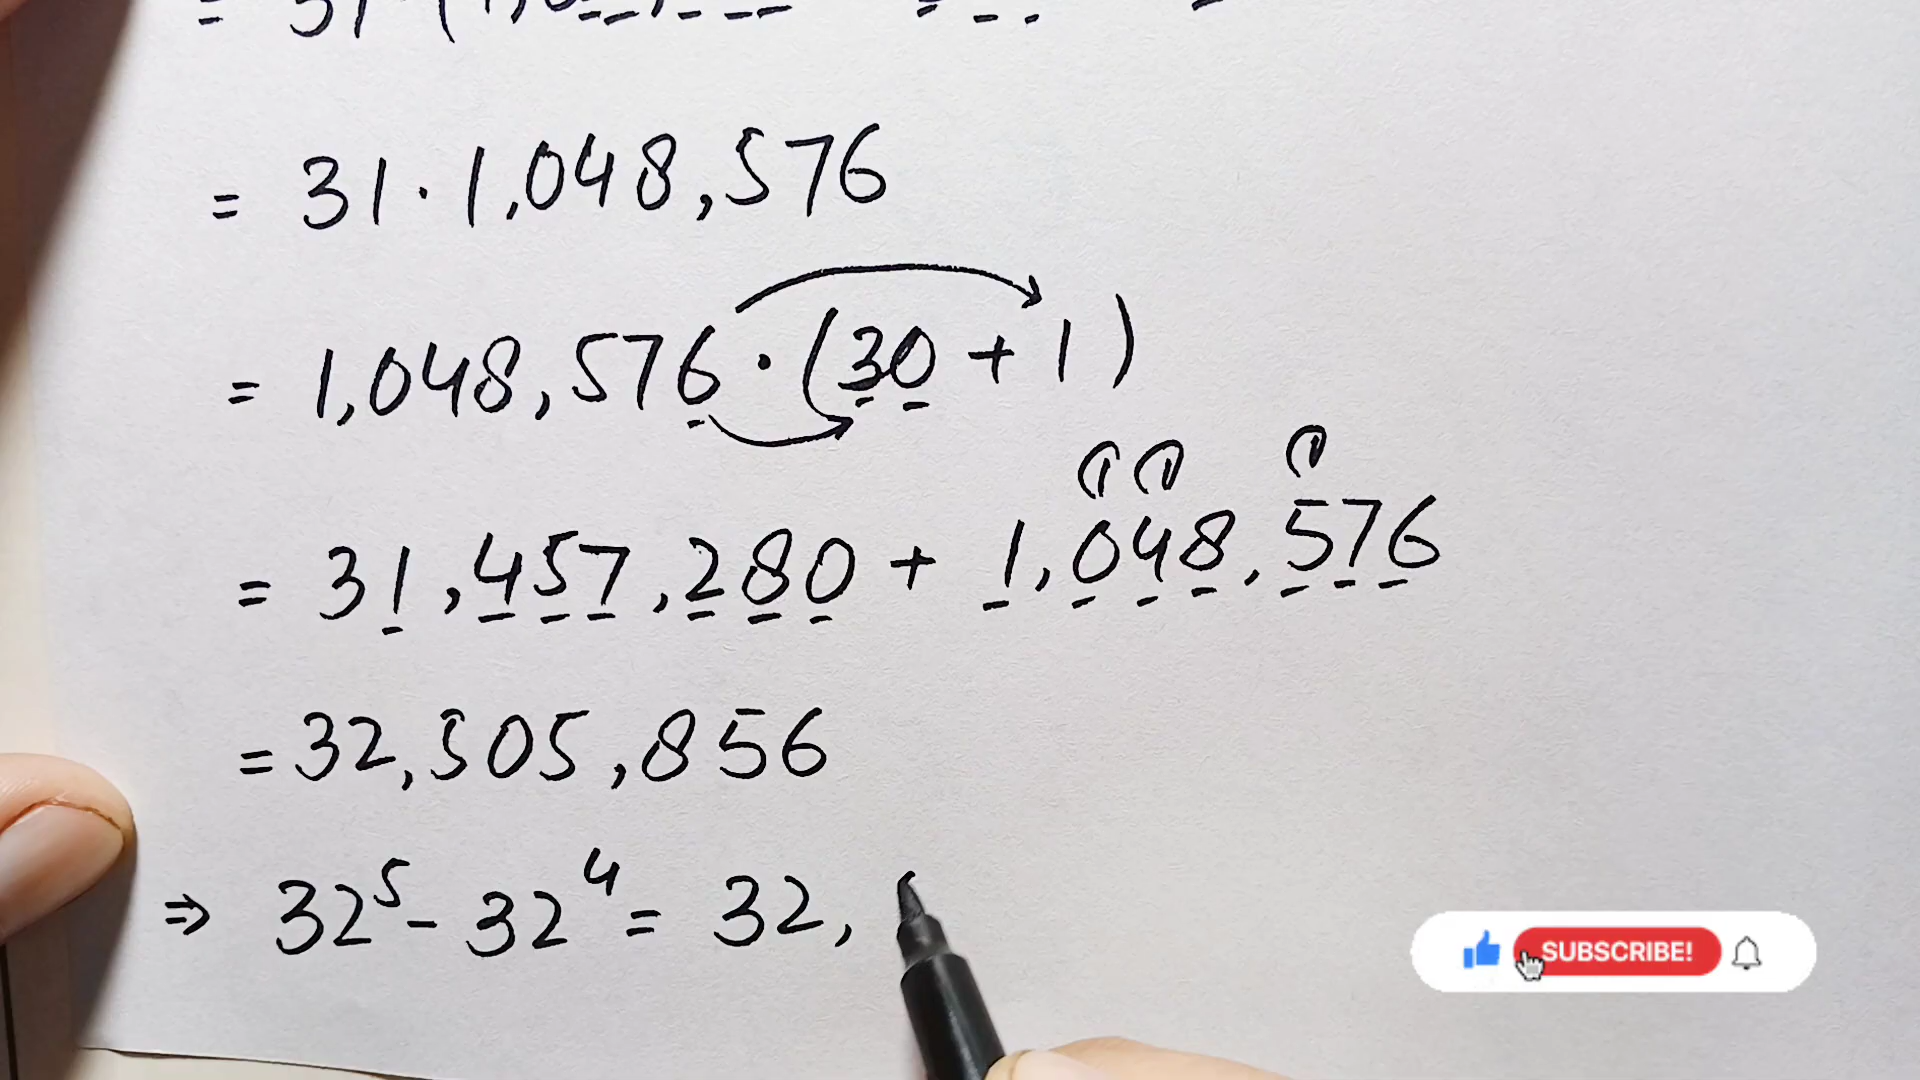 = 31 · 1,048,576
= 1,048,576 · (30 + 1)
1 1 1
= 31,457,280 + 1,048,576
= 32,505,856
⇒ 32⁵ - 32⁴ = 32,
SUBSCRIBE!